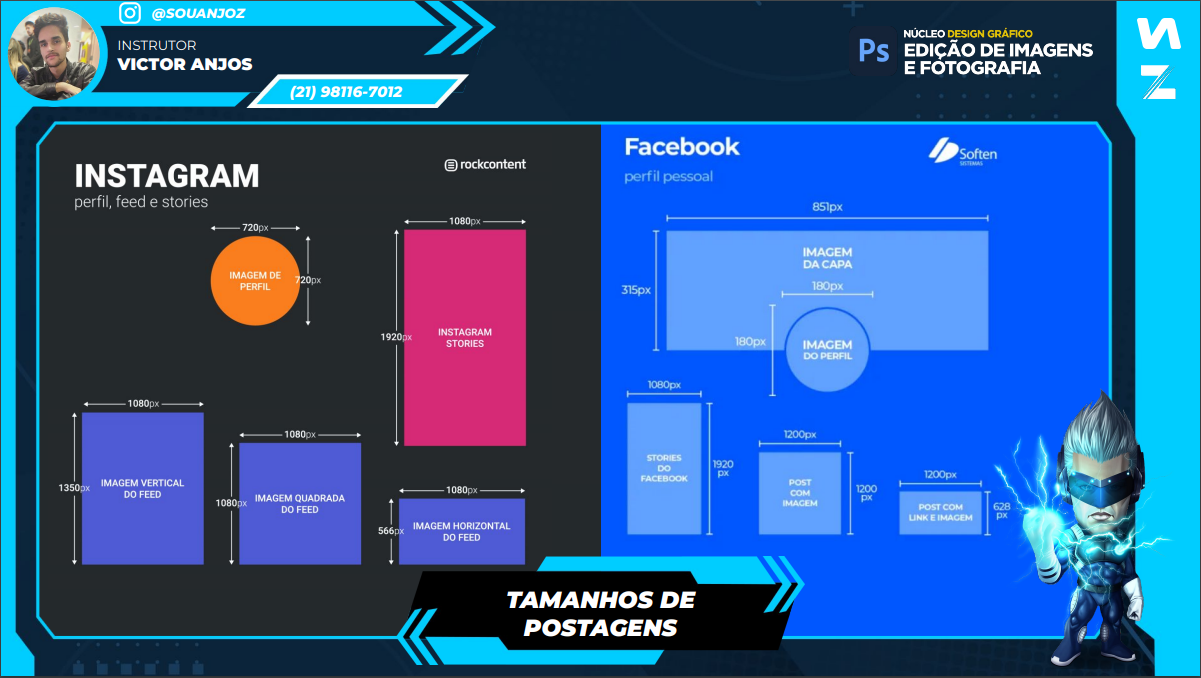 @SOUANJOZ
INSTRUTOR
VICTOR ANJOS
(21) 98116-7012
Ps
NÚCLEO DESIGN GRÁFICO
EDIÇÃO DE IMAGENS
E FOTOGRAFIA
INSTAGRAM
perfil, feed e stories
rockcontent
720px
720px
IMAGEM DE
PERFIL
1080px
1920px
INSTAGRAM
STORIES
1080px
1350px
IMAGEM VERTICAL
DO FEED
1080px
1080px
IMAGEM QUADRADA
DO FEED
1080px
566px
IMAGEM HORIZONTAL
DO FEED
Facebook
perfil pessoal
Soften
SISTEMAS
851px
315px
IMAGEM
DA CAPA
180px
180px
IMAGEM
DO PERFIL
1080px
1920
px
STORIES
DO
FACEBOOK
1200px
1200
px
POST
COM
IMAGEM
1200px
628
px
POST COM
LINK E IMAGEM
TAMANHOS DE
POSTAGENS